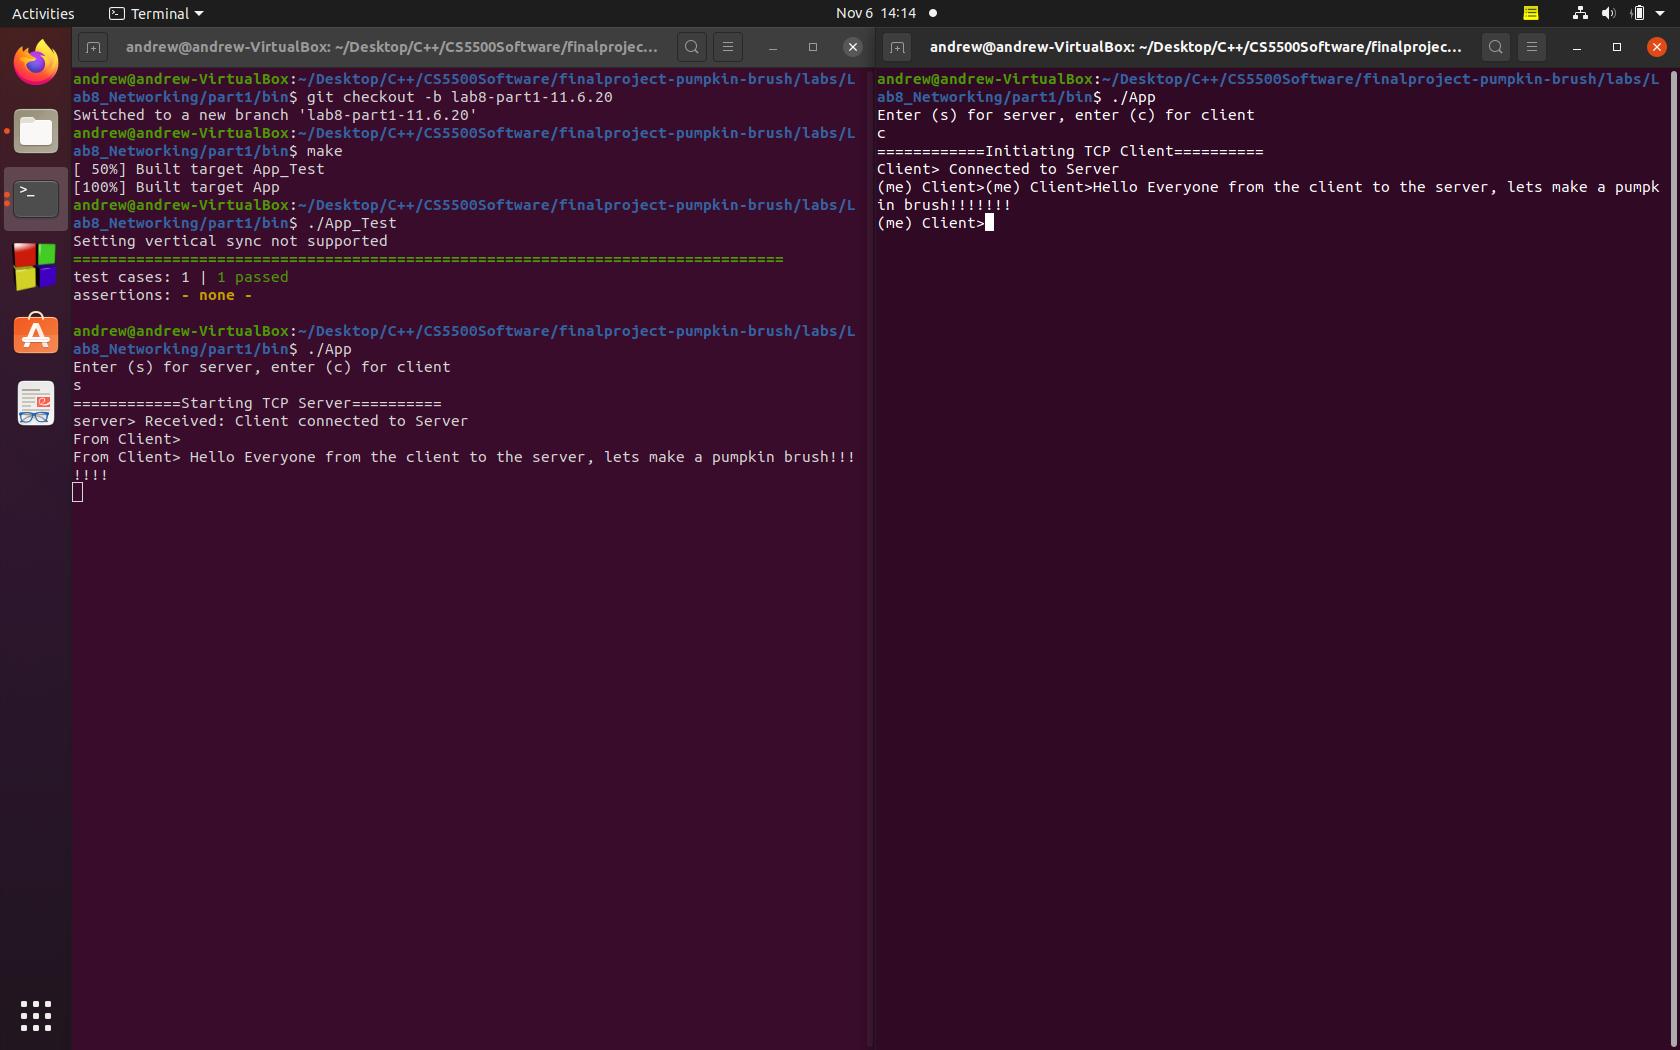 Activities
Terminal
Nov 6 14:14
andrew@andrew-VirtualBox: ~/Desktop/C++/CS5500Software/finalprojec...
andrew@andrew-VirtualBox:~/Desktop/C++/CS5500Software/finalproject-pumpkin-brush/labs/L
ab8_Networking/part1/bin$ git checkout -b lab8-part1-11.6.20
Switched to a new branch 'lab8-part1-11.6.20'
andrew@andrew-VirtualBox:~/Desktop/C++/CS5500Software/finalproject-pumpkin-brush/labs/L
ab8_Networking/part1/bin$ make
[ 50%] Built target App_Test
[100%] Built target App
andrew@andrew-VirtualBox:~/Desktop/C++/CS5500Software/finalproject-pumpkin-brush/labs/L
ab8_Networking/part1/bin$ ./App_Test
Setting vertical sync not supported
===============================================================================
test cases: 1 | 1 passed
assertions: - none -
andrew@andrew-VirtualBox:~/Desktop/C++/CS5500Software/finalproject-pumpkin-brush/labs/L
ab8_Networking/part1/bin$ ./App
Enter (s) for server, enter (c) for client
s
============Starting TCP Server==========
server> Received: Client connected to Server
From Client>
From Client> Hello Everyone from the client to the server, lets make a pumpkin brush!!!
!!!!
andrew@andrew-VirtualBox: ~/Desktop/C++/CS5500Software/finalprojec...
andrew@andrew-VirtualBox:~/Desktop/C++/CS5500Software/finalproject-pumpkin-brush/labs/L
ab8_Networking/part1/bin$ ./App
Enter (s) for server, enter (c) for client
c
============Initiating TCP Client==========
Client> Connected to Server
(me) Client>(me) Client>Hello Everyone from the client to the server, lets make a pumpk
in brush!!!!!!!
(me) Client>